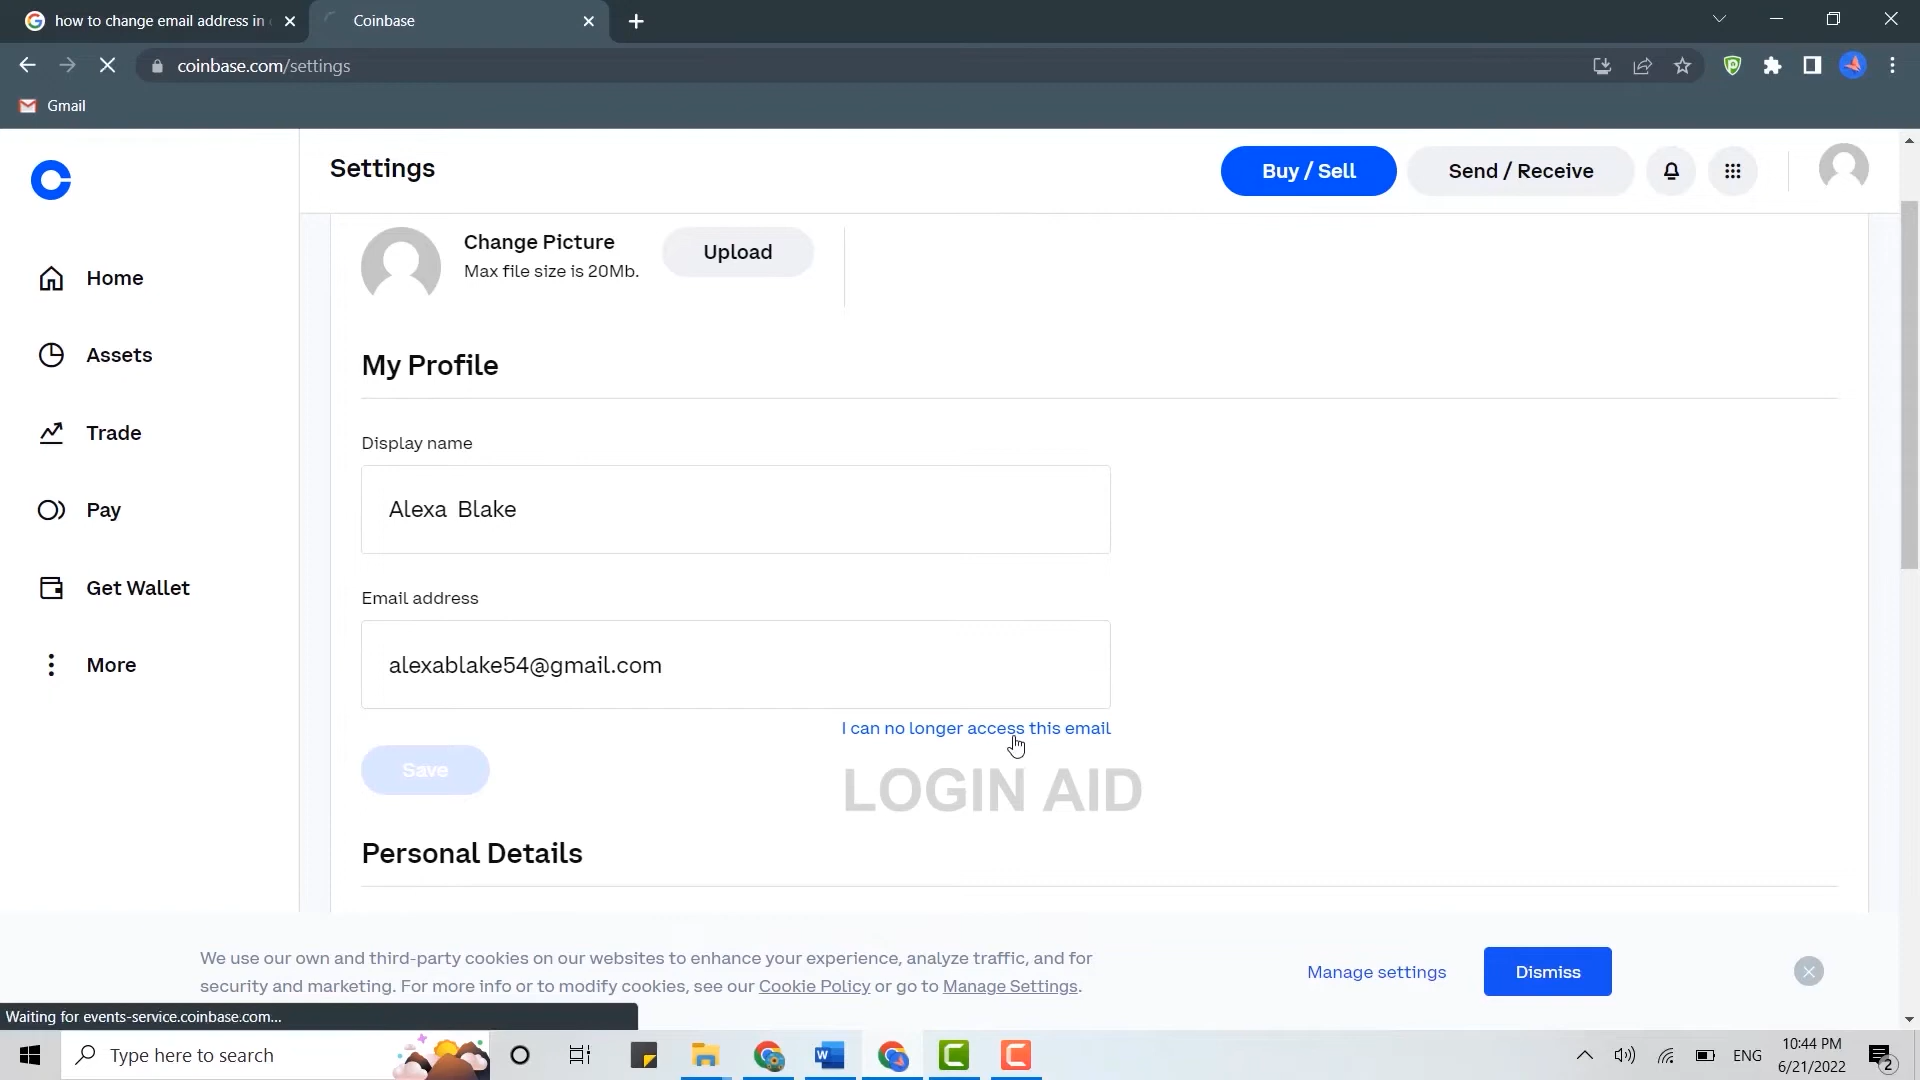 how to change email address in
Coinbase
coinbase.com/settings
Gmail
Settings
Buy / Sell
Send / Receive
Change Picture
Max file size is 20Mb.
Upload
Home
Assets
Trade
Pay
Get Wallet
More
My Profile
Display name
Alexa Blake
Email address
alexablake54@gmail.com
I can no longer access this email
Save
LOGIN AID
Personal Details
We use our own and third-party cookies on our websites to enhance your experience, analyze traffic, and for
security and marketing. For more info or to modify cookies, see our Cookie Policy or go to Manage Settings.
Manage settings
Dismiss
Waiting for events-service.coinbase.com...
Type here to search
ENG
10:44 PM
6/21/2022
2